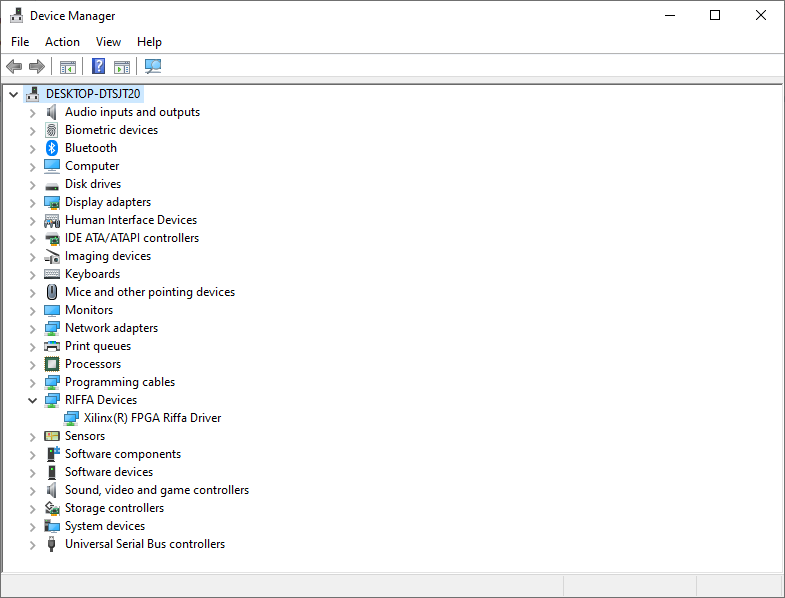 Device Manager
File Action View Help
DESKTOP-DTSJT20
Audio inputs and outputs
Biometric devices
Bluetooth
Computer
Disk drives
Display adapters
Human Interface Devices
IDE ATA/ATAPI controllers
Imaging devices
Keyboards
Mice and other pointing devices
Monitors
Network adapters
Print queues
Processors
Programming cables
RIFFA Devices
Xilinx(R) FPGA Riffa Driver
Sensors
Software components
Software devices
Sound, video and game controllers
Storage controllers
System devices
Universal Serial Bus controllers